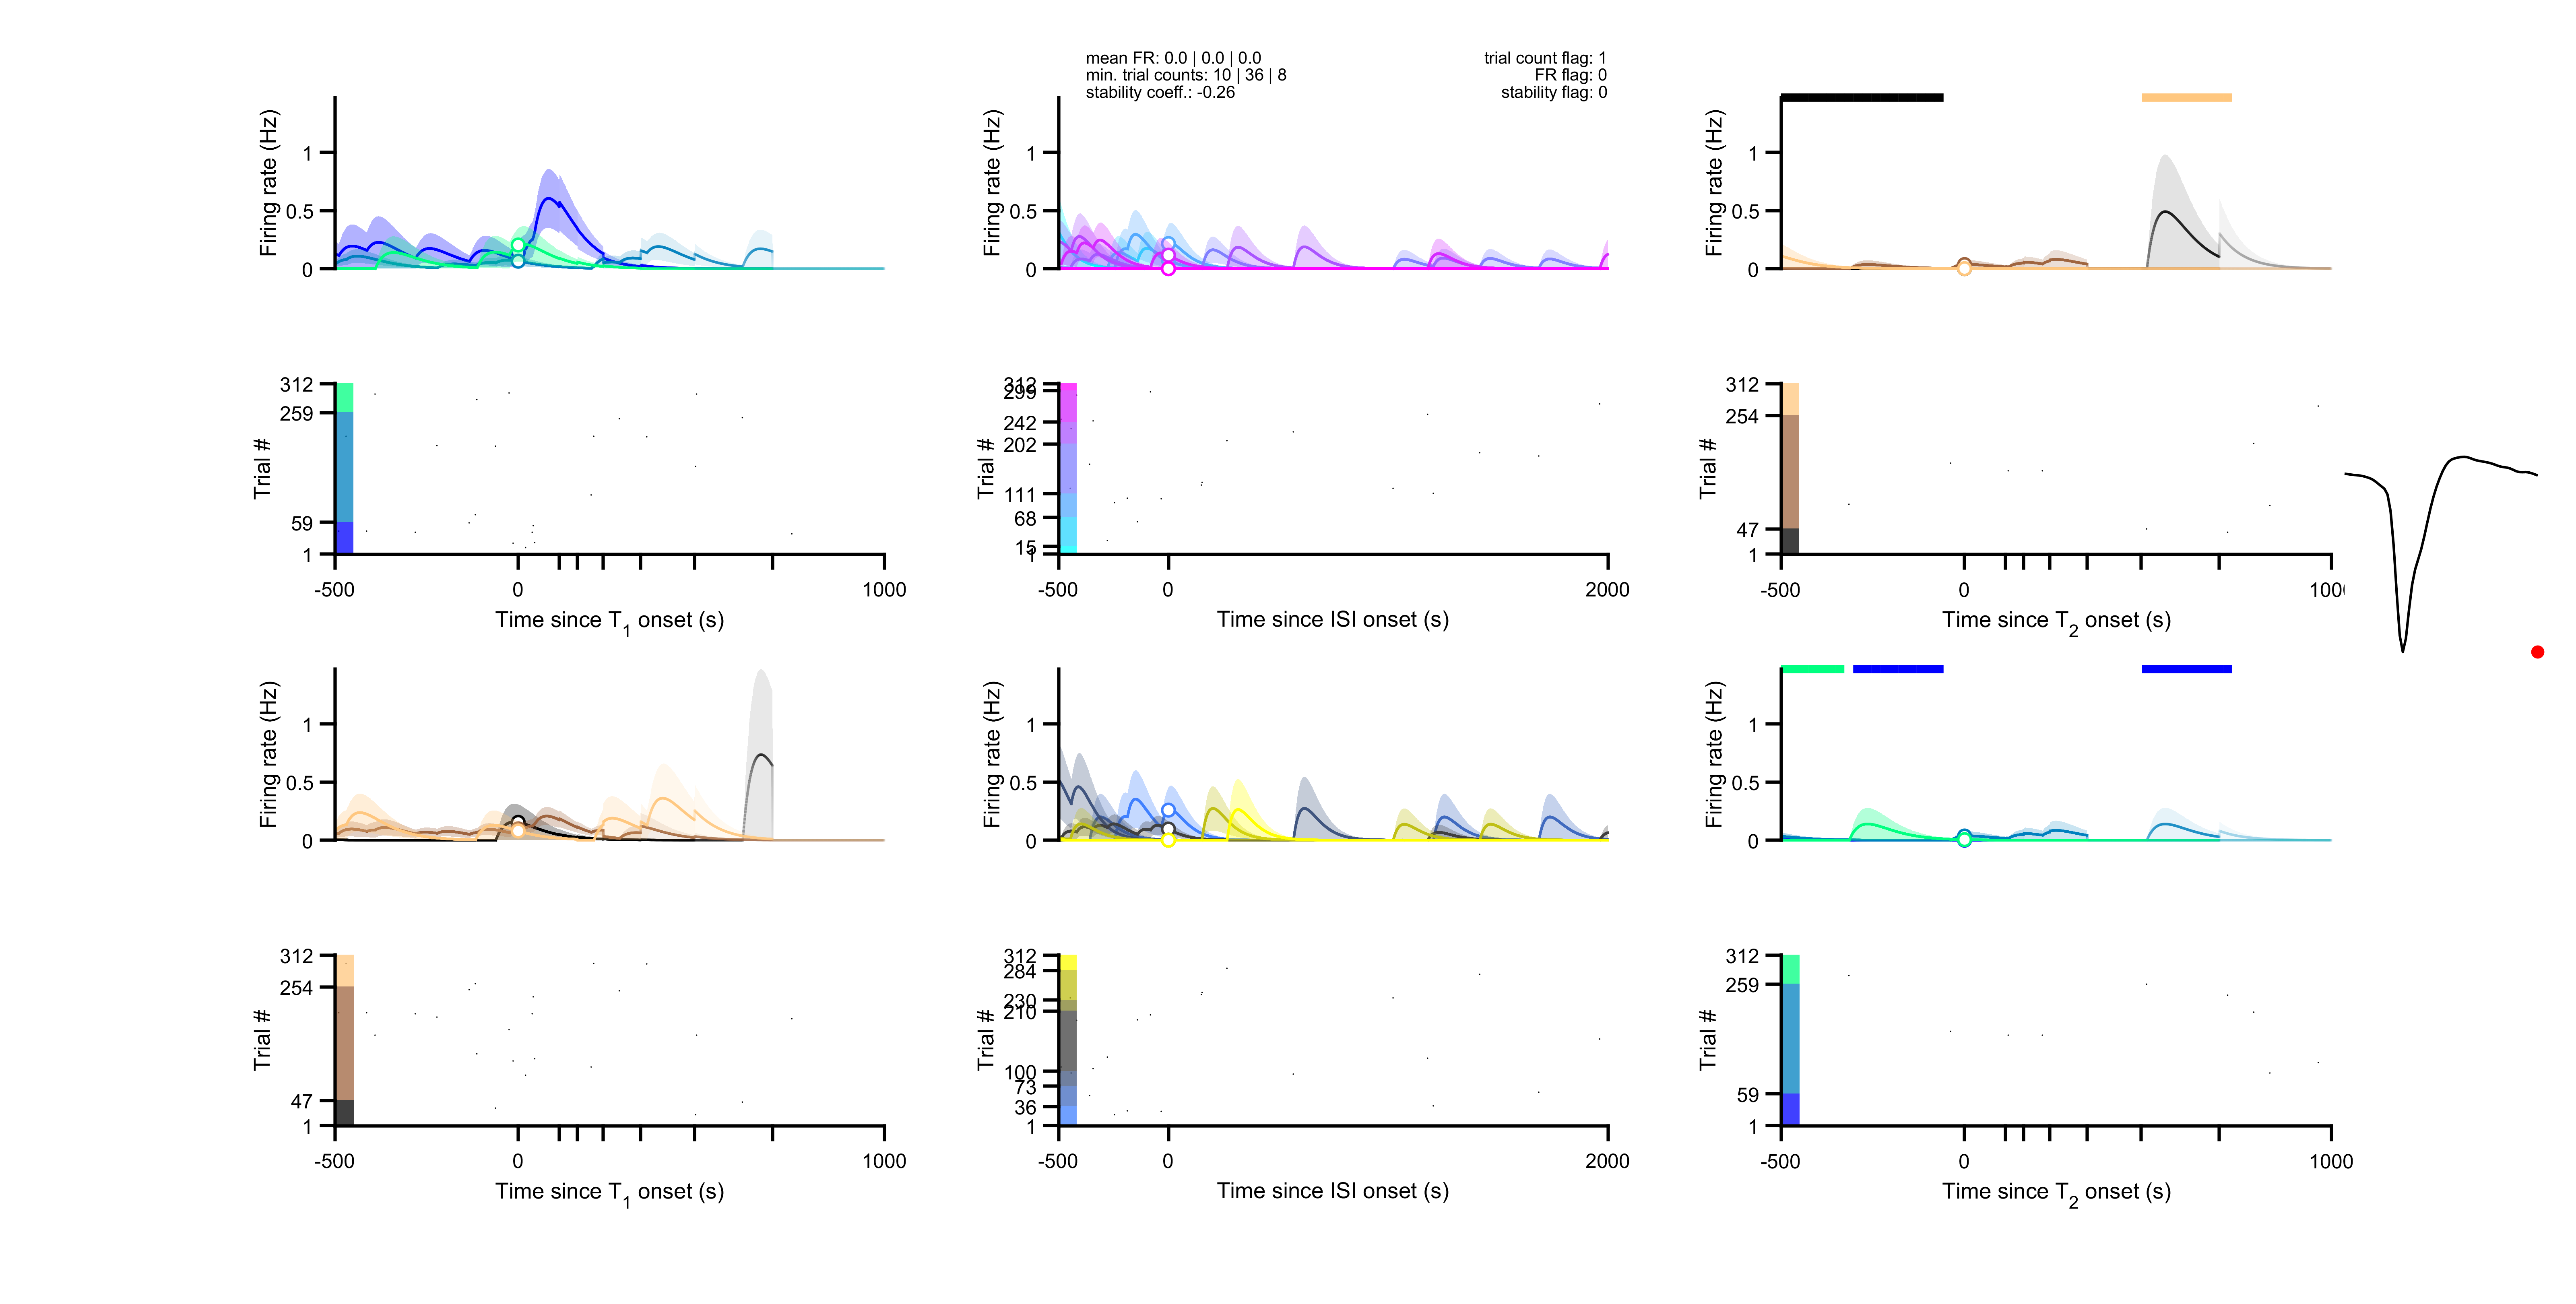 mean FR: 0.0 | 0.0 | 0.0
min. trial counts: 10 | 36 | 8
stability coeff.: -0.26
trial count flag: 1
FR flag: 0
stability flag: 0
Firing rate (Hz)
1
0.5
0
Firing rate (Hz)
1
0.5
0
Firing rate (Hz)
1
0.5
0
Trial #
312
259
59
1
-500
0
1000
Time since T1 onset (s)
Trial #
312
299
242
202
111
68
15
1
-500
0
2000
Time since ISI onset (s)
Trial #
312
254
47
1
-500
0
Time since T2 onset (s)
Firing rate (Hz)
1
0.5
0
Firing rate (Hz)
1
0.5
0
Firing rate (Hz)
1
0.5
0
Trial #
312
254
47
1
-500
0
1000
Time since T1 onset (s)
Trial #
312
284
230
210
100
73
36
1
-500
0
2000
Time since ISI onset (s)
Trial #
312
259
59
1
-500
0
1000
Time since T2 onset (s)